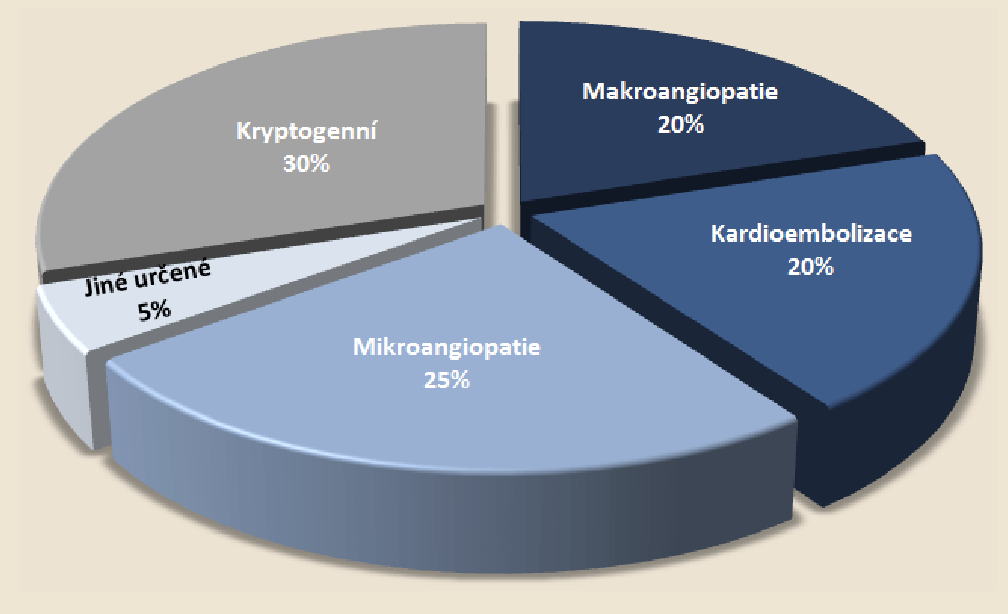 Makroangiopatie
20%
Kardioembolizace
20%
Mikroangiopatie
25%
Jiné určené
5%
Kryptogenní
30%